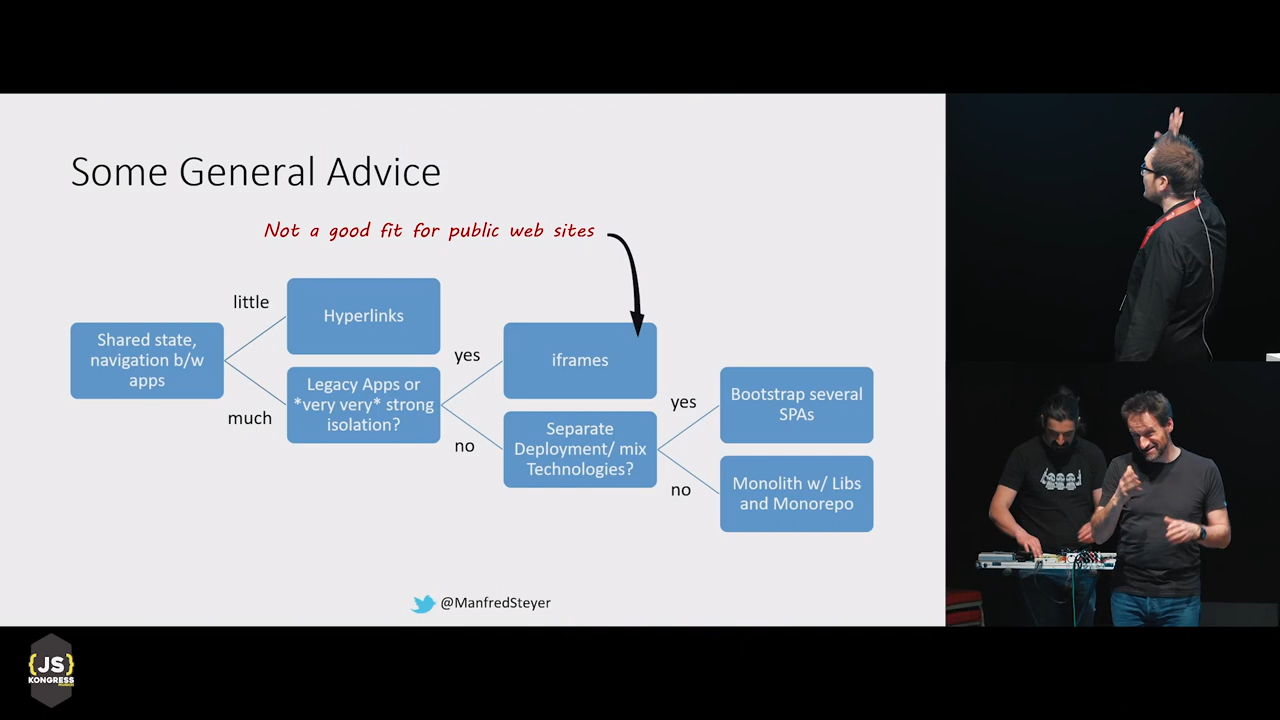 Some General Advice
Not a good fit for public web sites
little
Hyperlinks
Shared state,
navigation b/w
apps
much
Legacy Apps or
*very very* strong
isolation?
yes
iframes
no
Separate
Deployment/ mix
Technologies?
yes
Bootstrap several
SPAs
no
Monolith w/ Libs
and Monorepo
@ManfredSteyer
{JS}
KONGRESS